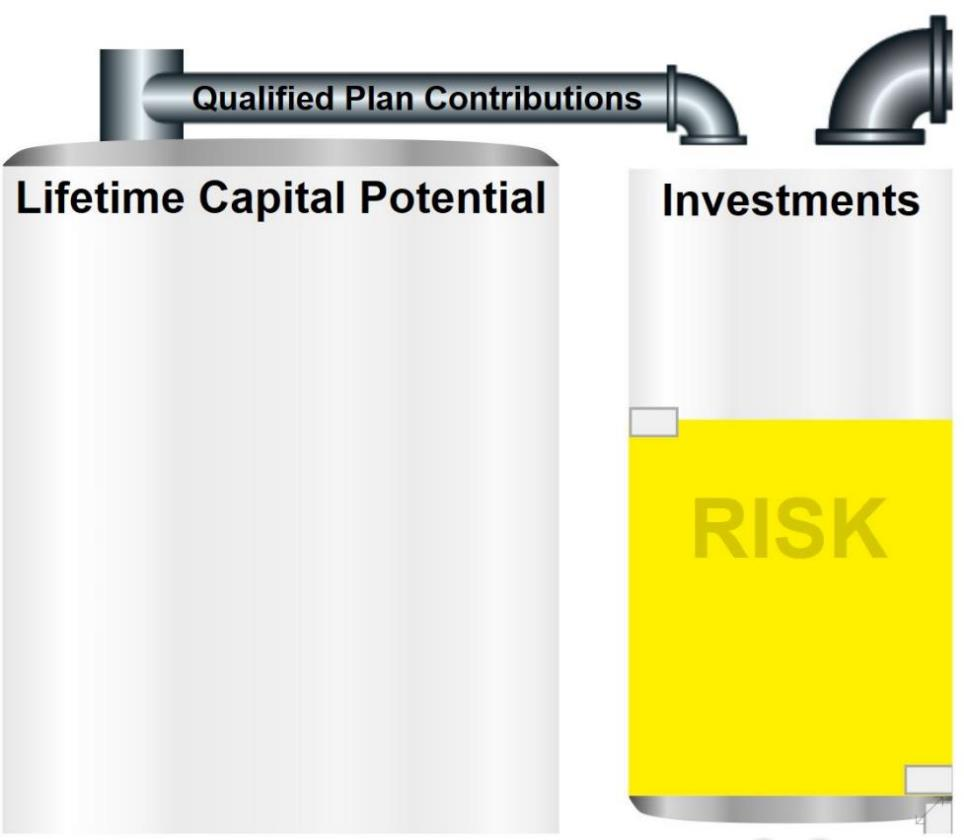 Qualified Plan Contributions
Lifetime Capital Potential
Investments
RISK